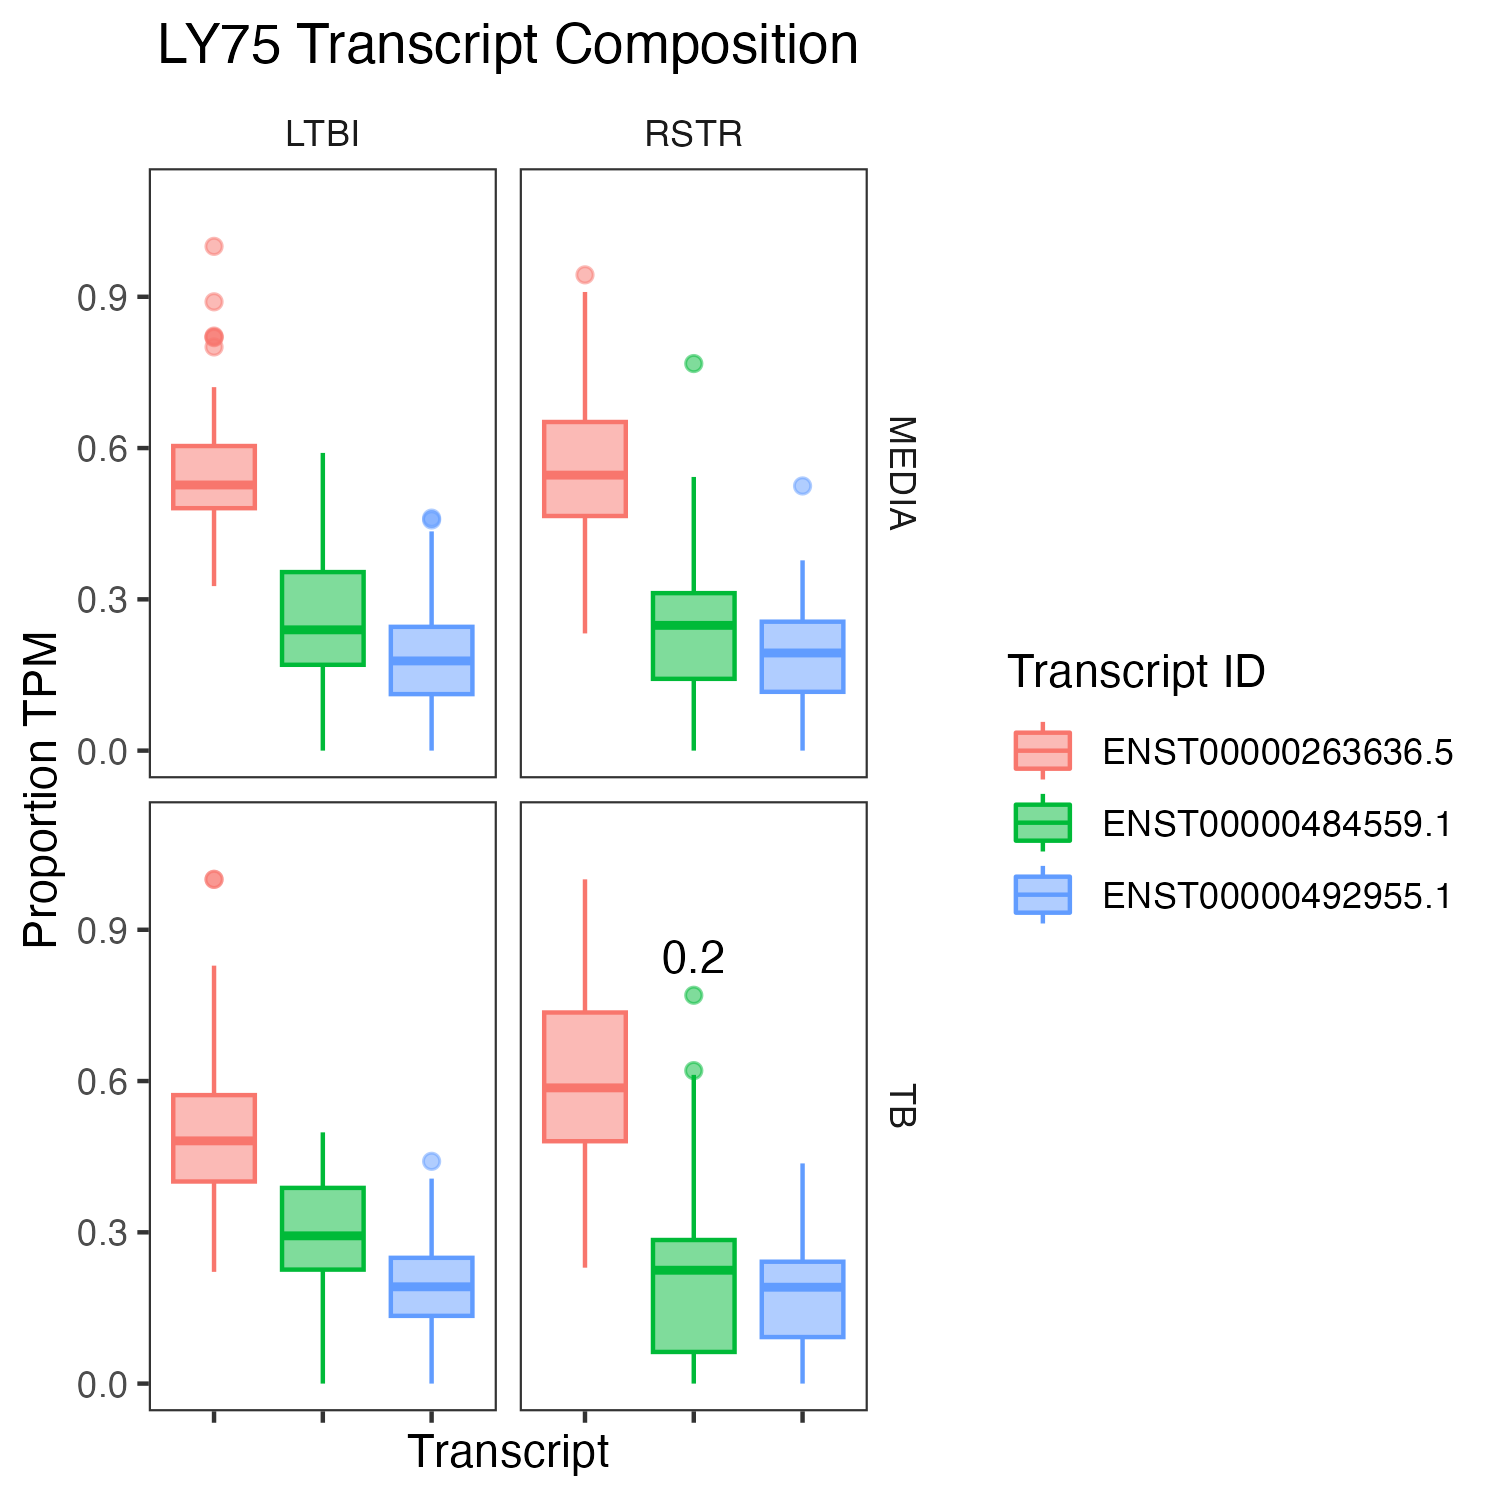 LY75 Transcript Composition
LTBI
RSTR
0.9
0.6
0.3
0.0
MEDIA
0.9
0.6
0.3
0.0
0.2
TB
Proportion TPM
Transcript
Transcript ID
ENST00000263636.5
ENST00000484559.1
ENST00000492955.1